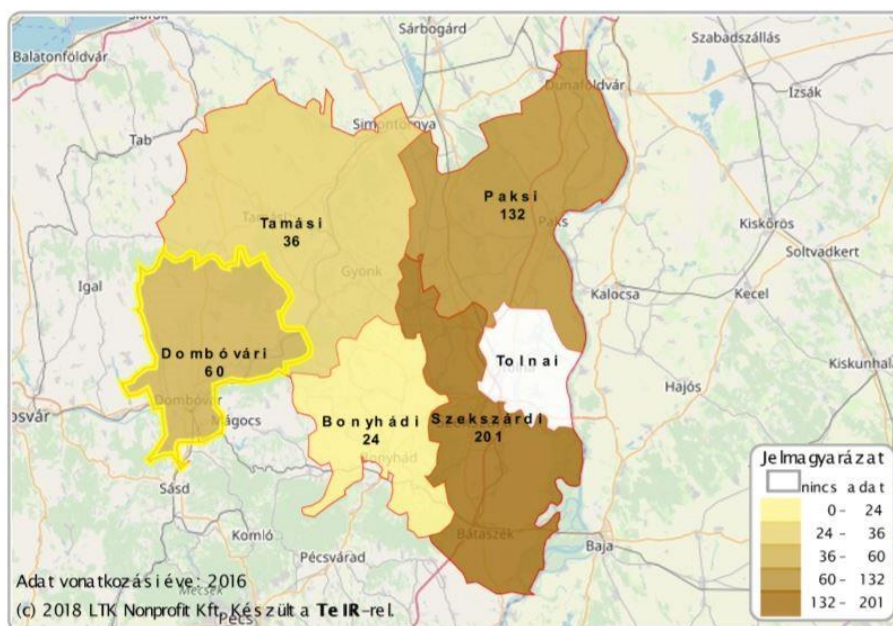 Balatonföldvár
Sárbogárd
Szabadszállás
Dunaföldvár
Izsák
Tab
Simontornya
Paksi
132
Paks
Tamási
36
Kiskőrös
Soltvadkert
Igal
Gyönk
Kalocsa
Kecel
Dombóvári
60
Tolnai
Kiskunhala
Dombóvár
Mágocs
Hajós
Bonyhádi
24
Szekszárdi
201
Bonyhád
Sásd
Komló
Pécsvárad
Bátaszék
Baja
Mecsek
Pécs
Jelmagyarázat
nincs adat
0- 24
24- 36
36- 60
60- 132
132- 201
Adat vonatkozási éve: 2016
(c) 2018 LTK Nonprofit Kft, Készült a TeIR-rel.